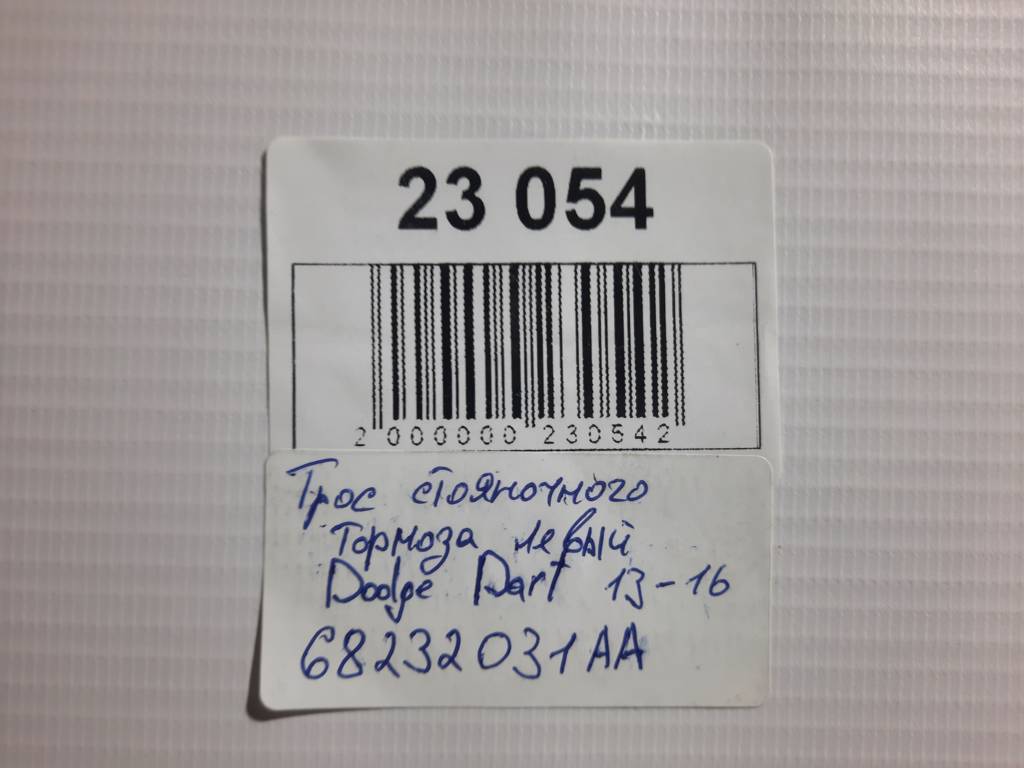 23 054
2 000000 230542
Трос стояночного
тормоза левый
Dodge Dart 13-16
68232031AA